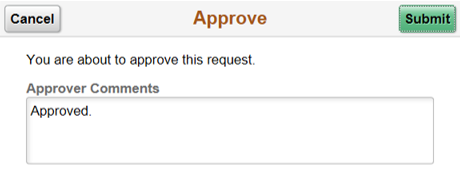 Cancel Approve Submit
You are about to approve this request.
Approver Comments
Approved.